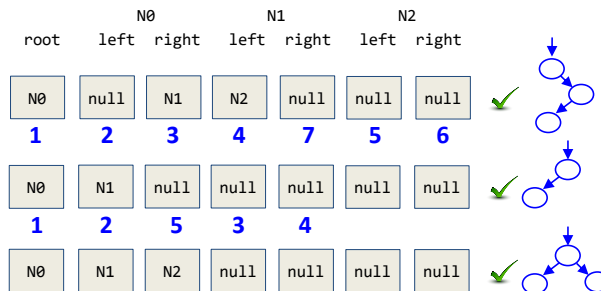 N0 N1 N2
root left right left right left right
N0 null N1 N2 null null null
1 2 3 4 7 5 6
N0 N1 null null null null null
1 2 5 3 4
N0 N1 N2 null null null null